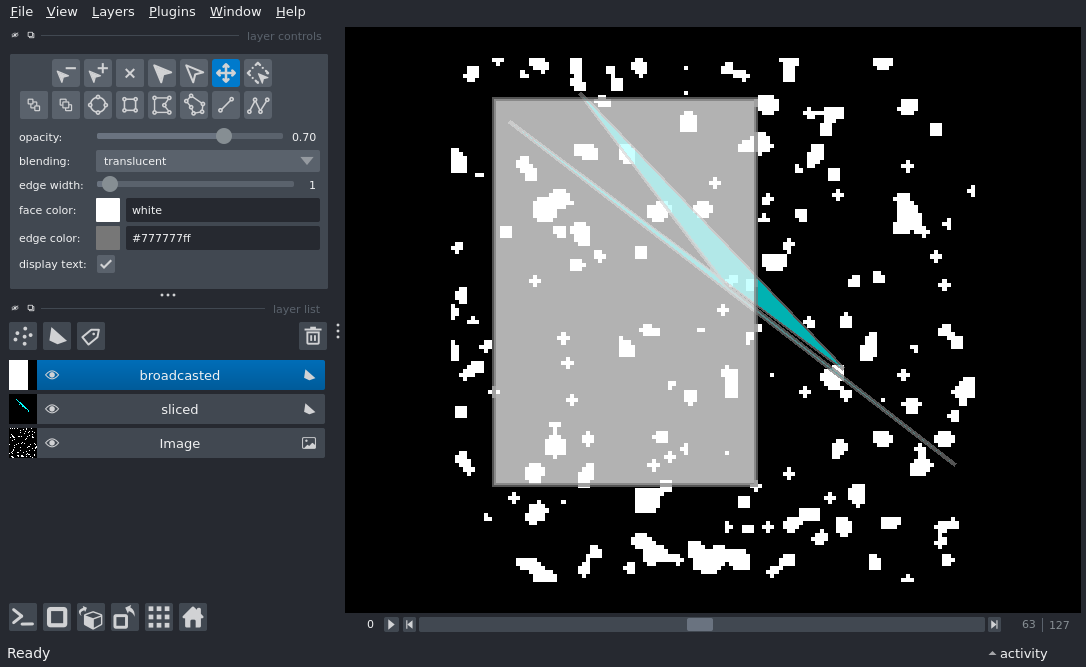 File View Layers Plugins Window Help
layer controls
opacity: 0.70
blending: translucent
edge width: 1
face color: white
edge color: #777777ff
display text:
layer list
broadcasted
sliced
Image
0 63 127
Ready activity